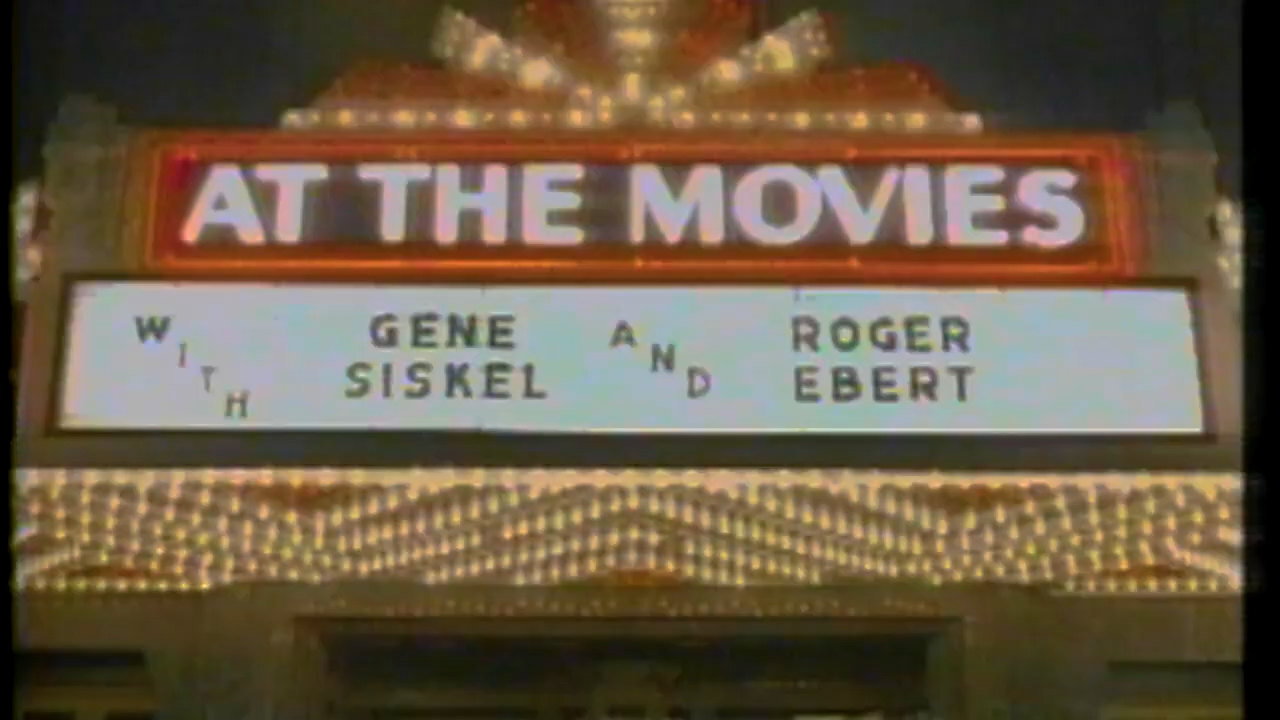 AT THE MOVIES
WITH GENE SISKEL AND ROGER EBERT